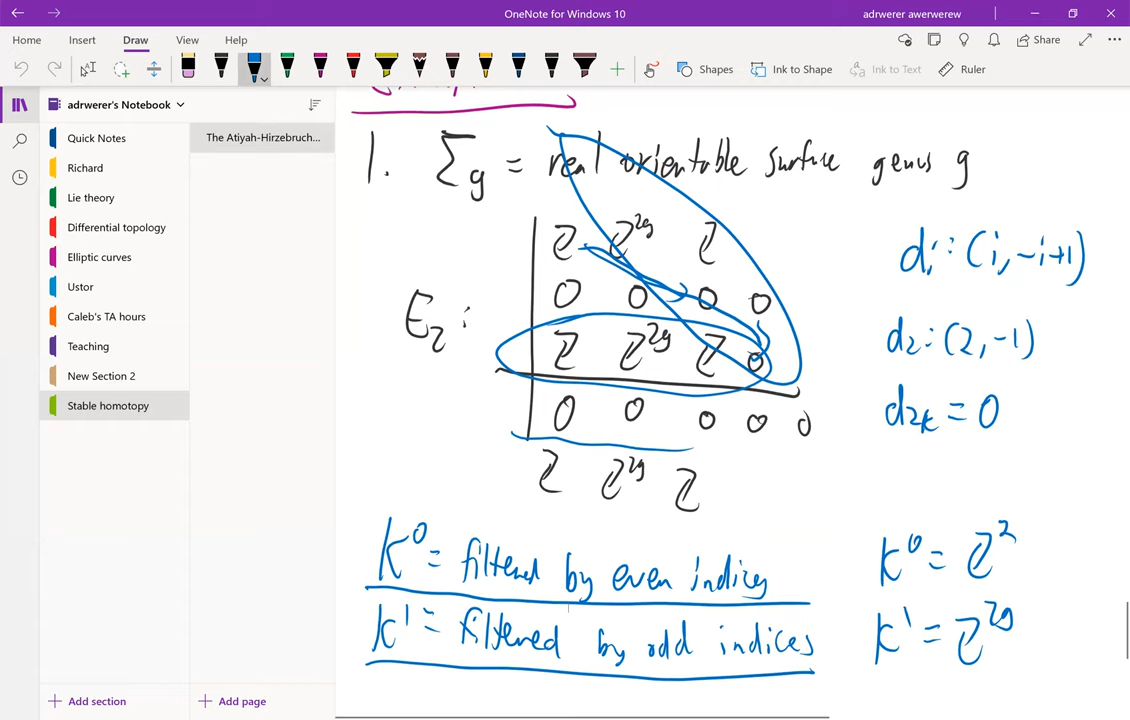 OneNote for Windows 10
adrwerer awerwerew
Home Insert Draw View Help
Share
Shapes
Ink to Shape
Ink to Text
Ruler
adrwerer's Notebook
Quick Notes
Richard
Lie theory
Differential topology
Elliptic curves
Ustor
Caleb's TA hours
Teaching
New Section 2
Stable homotopy
Add section
The Atiyah-Hirzebruch...
Add page
1. Σg = real orientable surface genus g
E₂ :
Z Z²ᵍ Z
0 0 0 0
Z Z²ᵍ Z 0
0 0 0 0 0
Z Z²ᵍ Z
dᵢ : (i, -i+1)
d₂ : (2, -1)
d₂ₖ = 0
K⁰ = filtered by even indices
K¹ = filtered by odd indices
K⁰ = Z²
K¹ = Z²ᵍ